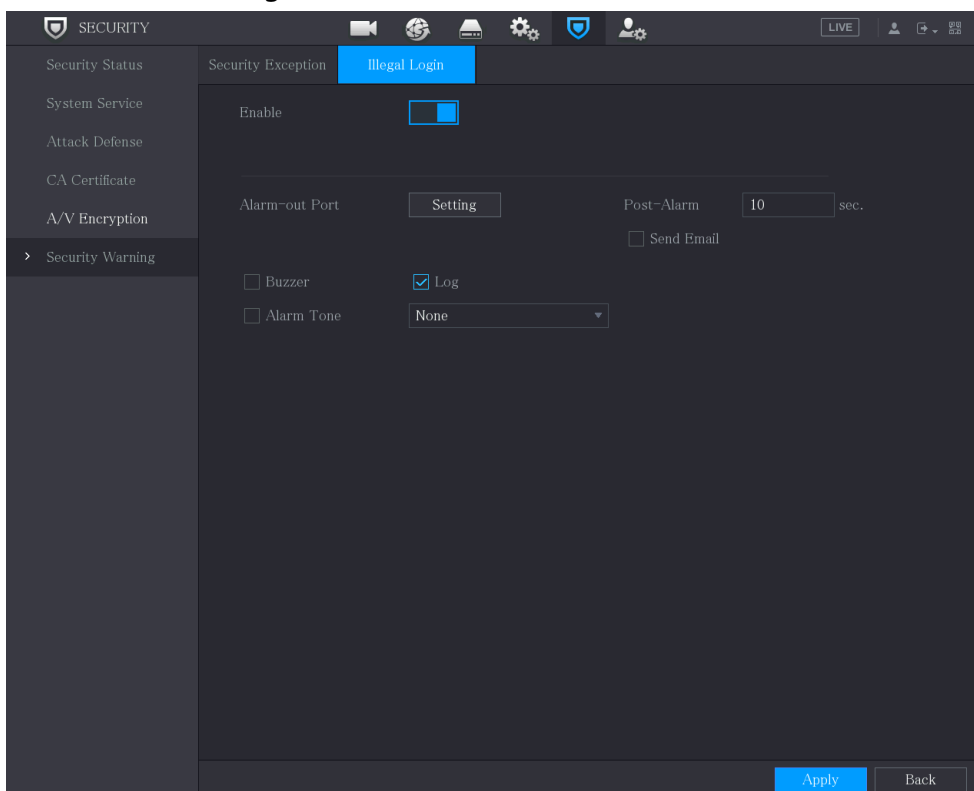 SECURITY
LIVE
Security Status
System Service
Attack Defense
CA Certificate
A/V Encryption
Security Warning
Security Exception
Illegal Login
Enable
Alarm-out Port
Setting
Post-Alarm
10
sec.
Send Email
Buzzer
Log
Alarm Tone
None
Apply
Back